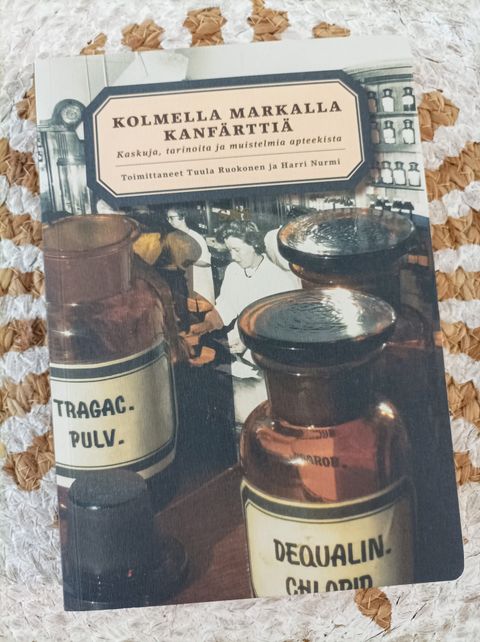 KOLMELLA MARKALLA
KANFÄRTTIÄ
Kaskuja, tarinoita ja muistelmia apteekista
Toimittaneet Tuula Ruokonen ja Harri Nurmi
TRAGAC.
PULV.
DEQUALIN.
CHLORID.